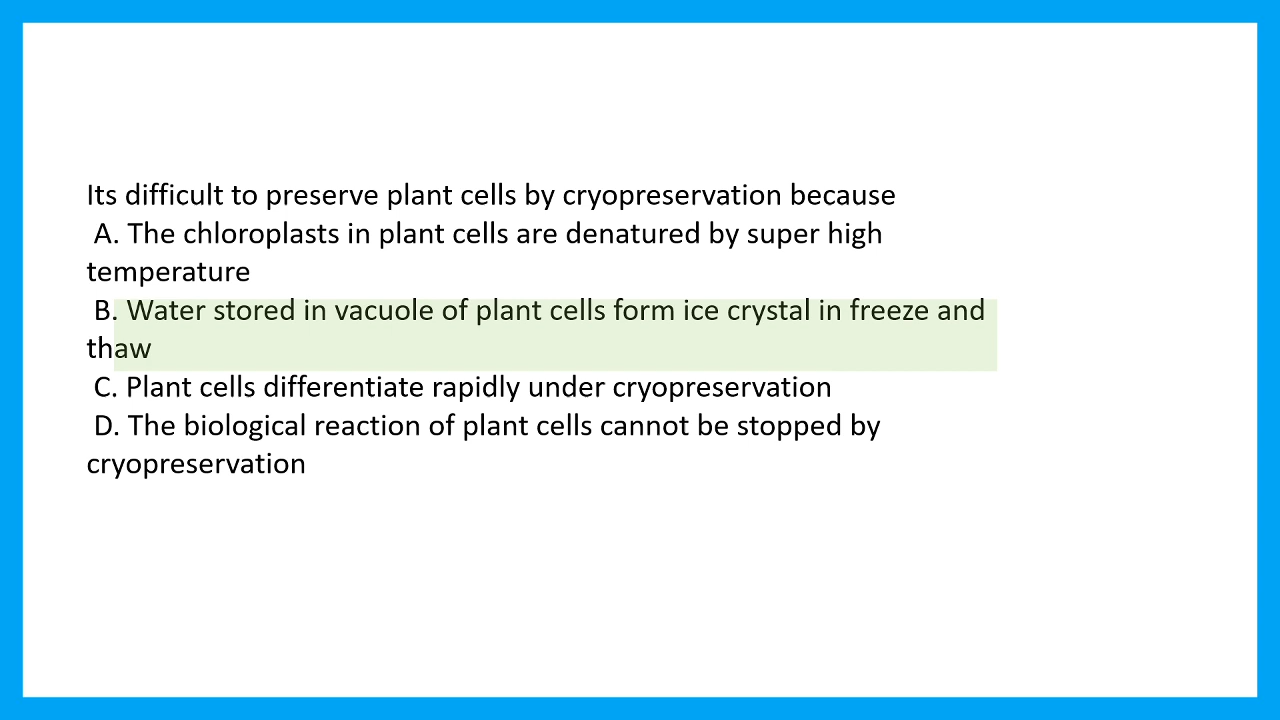 Its difficult to preserve plant cells by cryopreservation because
A. The chloroplasts in plant cells are denatured by super high
temperature
B. Water stored in vacuole of plant cells form ice crystal in freeze and
thaw
C. Plant cells differentiate rapidly under cryopreservation
D. The biological reaction of plant cells cannot be stopped by
cryopreservation